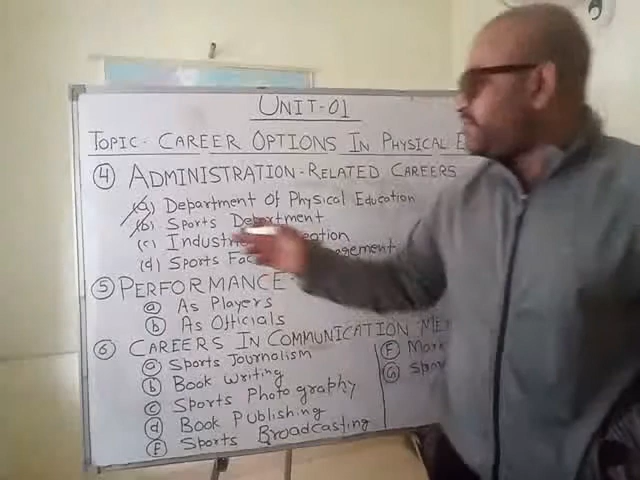 UNIT-01
TOPIC- CAREER OPTIONS IN PHYSICAL
④ ADMINISTRATION-RELATED CAREERS
(a) Department Of Physical Education
(b) Sports Department
(c)
(d) Sports
⑤ PERFORMANCE-
ⓐ As Players
ⓑ As Officials
⑥ CAREERS IN COMMUNICATION
ⓐ Sports Journalism
ⓑ Book Writing
ⓒ Sports Photography
ⓓ Book Publishing
Ⓕ Sports Broadcasting
Ⓕ
Ⓖ